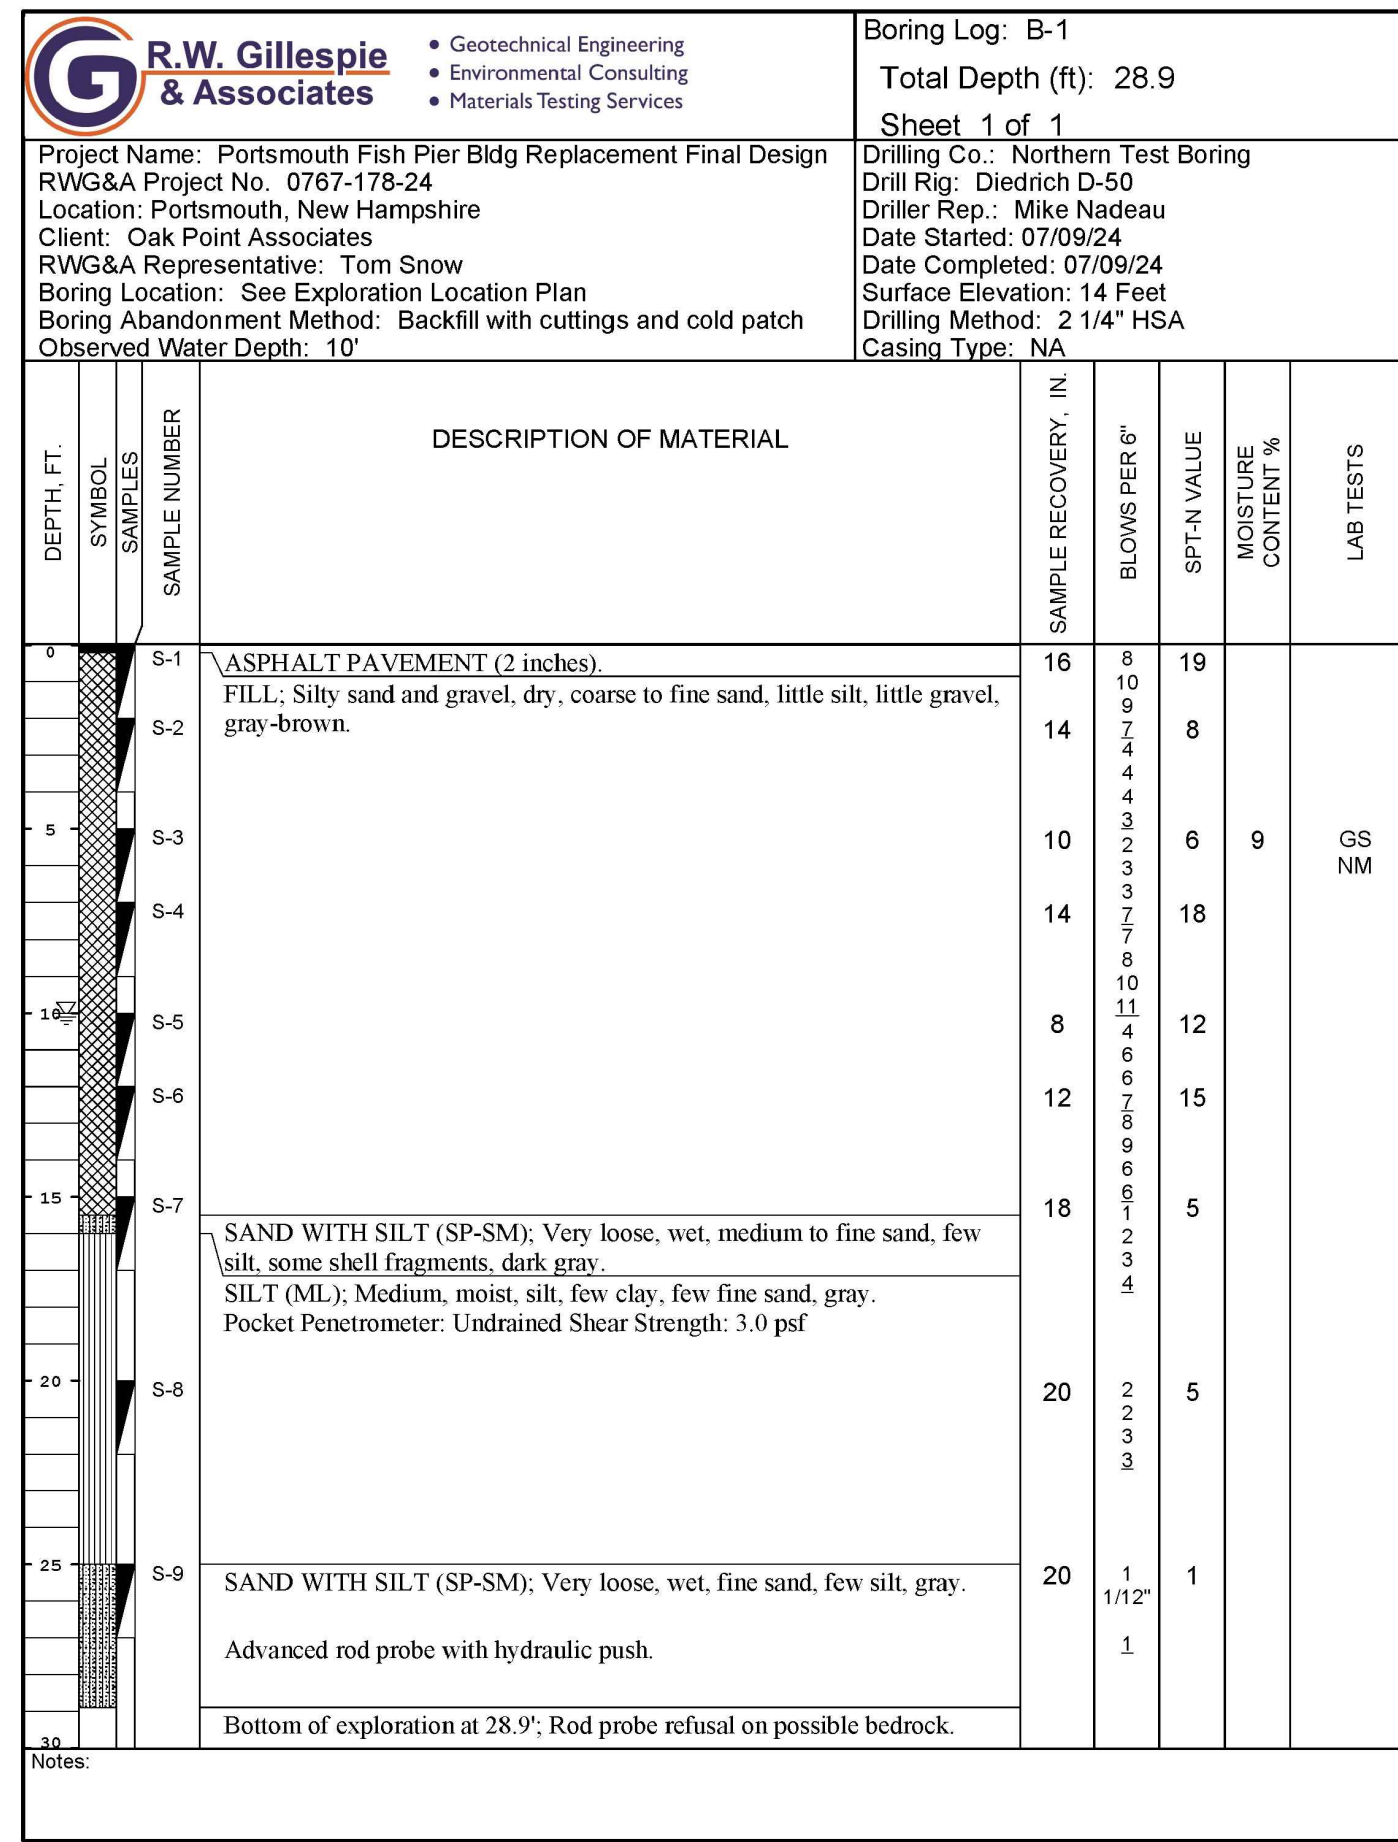 G
R.W. Gillespie
& Associates
• Geotechnical Engineering
• Environmental Consulting
• Materials Testing Services
Boring Log: B-1
Total Depth (ft): 28.9
Sheet 1 of 1
Project Name: Portsmouth Fish Pier Bldg Replacement Final Design
RWG&A Project No. 0767-178-24
Location: Portsmouth, New Hampshire
Client: Oak Point Associates
RWG&A Representative: Tom Snow
Boring Location: See Exploration Location Plan
Boring Abandonment Method: Backfill with cuttings and cold patch
Observed Water Depth: 10'
Drilling Co.: Northern Test Boring
Drill Rig: Diedrich D-50
Driller Rep.: Mike Nadeau
Date Started: 07/09/24
Date Completed: 07/09/24
Surface Elevation: 14 Feet
Drilling Method: 2 1/4" HSA
Casing Type: NA
DEPTH, FT.
SYMBOL
SAMPLES
SAMPLE NUMBER
DESCRIPTION OF MATERIAL
SAMPLE RECOVERY, IN.
BLOWS PER 6"
SPT-N VALUE
MOISTURE
CONTENT %
LAB TESTS
0
S-1
ASPHALT PAVEMENT (2 inches).
16
8
10
9
7
19
FILL; Silty sand and gravel, dry, coarse to fine sand, little silt, little gravel,
gray-brown.
S-2
14
4
4
4
3
8
5
S-3
10
2
3
3
7
6
9
GS
NM
S-4
14
7
8
10
11
18
10
S-5
8
4
6
6
7
12
S-6
12
8
9
6
6
15
15
S-7
18
1
2
3
4
5
SAND WITH SILT (SP-SM); Very loose, wet, medium to fine sand, few
silt, some shell fragments, dark gray.
SILT (ML); Medium, moist, silt, few clay, few fine sand, gray.
Pocket Penetrometer: Undrained Shear Strength: 3.0 psf
20
S-8
20
2
2
3
3
5
25
S-9
SAND WITH SILT (SP-SM); Very loose, wet, fine sand, few silt, gray.
20
1
1/12"
1
1
Advanced rod probe with hydraulic push.
Bottom of exploration at 28.9'; Rod probe refusal on possible bedrock.
30
Notes: